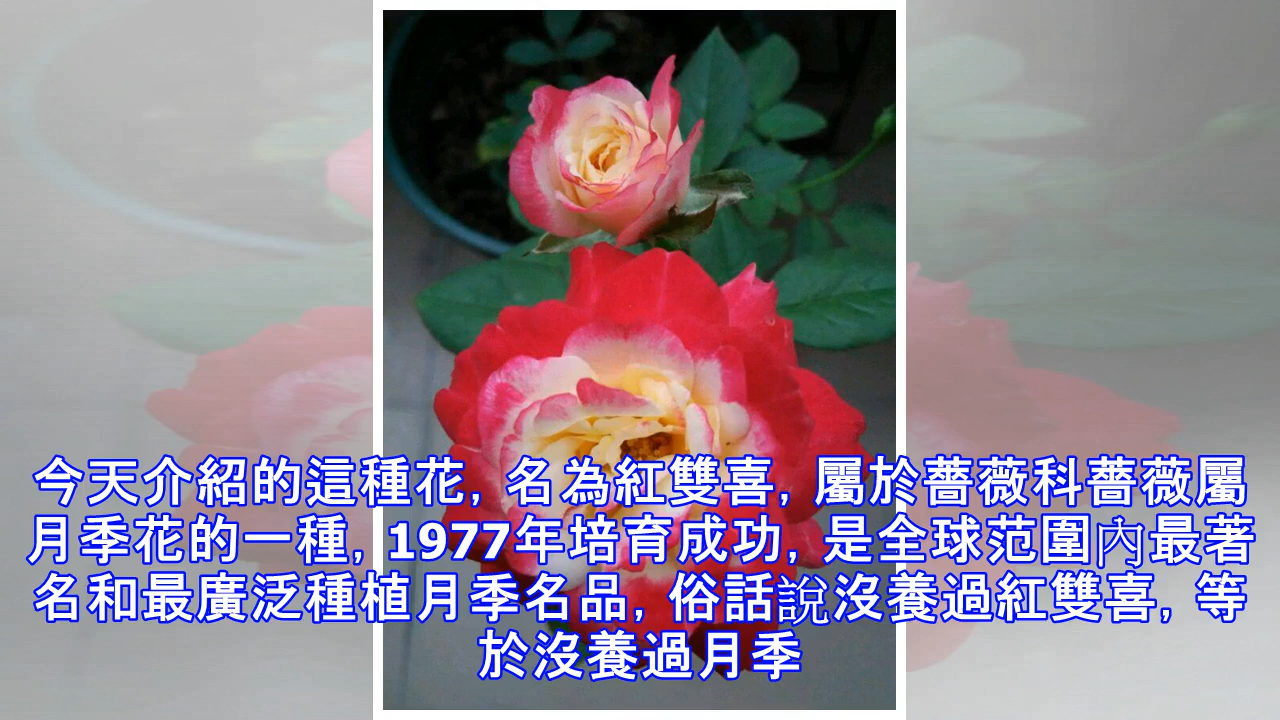 今天介紹的這種花, 名為紅雙喜, 屬於薔薇科薔薇屬
月季花的一種, 1977年培育成功, 是全球范圍內最著
名和最廣泛種植月季名品, 俗話說沒養過紅雙喜, 等
於沒養過月季